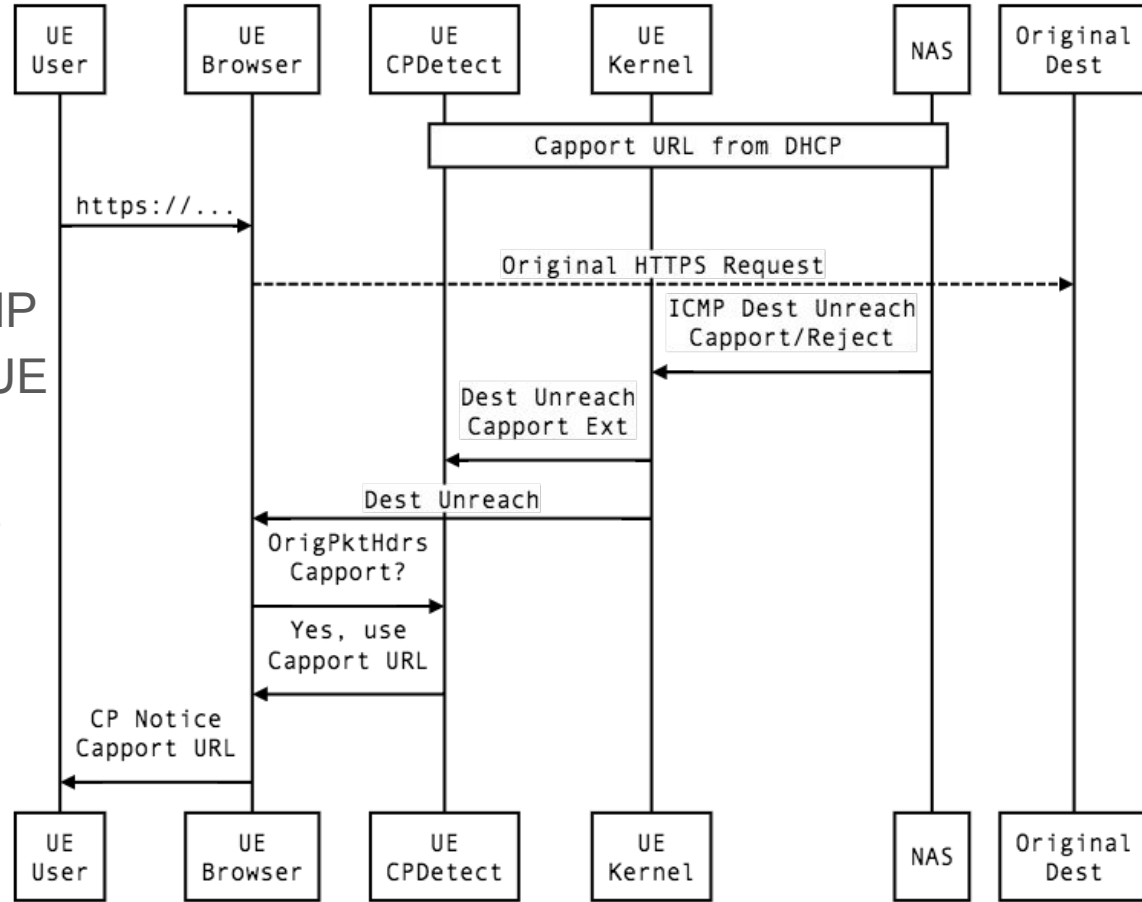 UE
User
UE
Browser
UE
CPDetect
UE
Kernel
NAS
Original
Dest
Capport URL from DHCP
https://...
Original HTTPS Request
ICMP Dest Unreach
Capport/Reject
UE
Dest Unreach
Capport Ext
Dest Unreach
OrigPktHdrs
Capport?
Yes, use
Capport URL
CP Notice
Capport URL
UE
User
UE
Browser
UE
CPDetect
UE
Kernel
NAS
Original
Dest